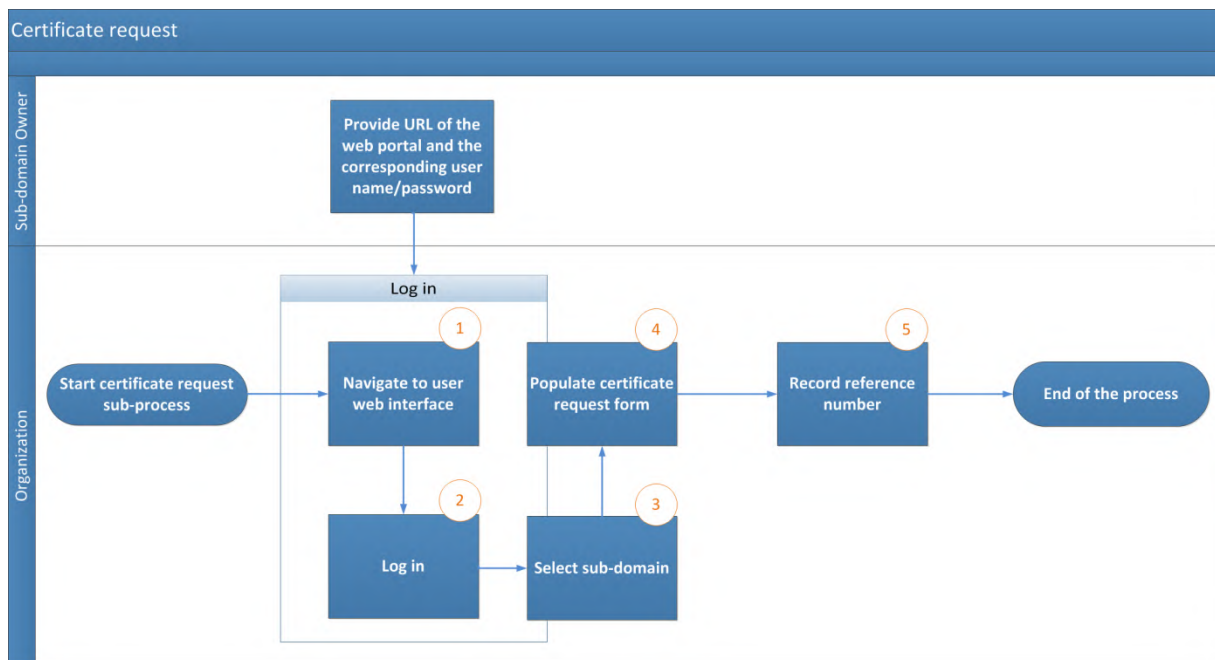 Certificate request
Sub-domain Owner
Provide URL of the
web portal and the
corresponding user
name/password
Organization
Log in
Start certificate request
sub-process
1
Navigate to user
web interface
2
Log in
3
Select sub-domain
4
Populate certificate
request form
5
Record reference
number
End of the process